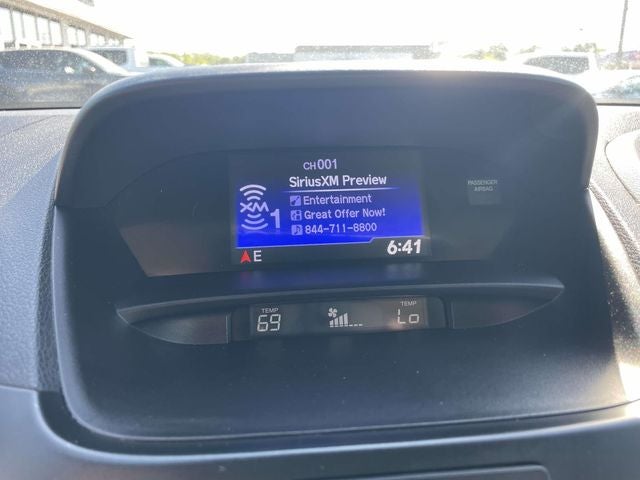 CH001
SiriusXM Preview
XM 1
Entertainment
Great Offer Now!
844-711-8800
E
6:41
PASSENGER
AIRBAG
TEMP
69
TEMP
Lo